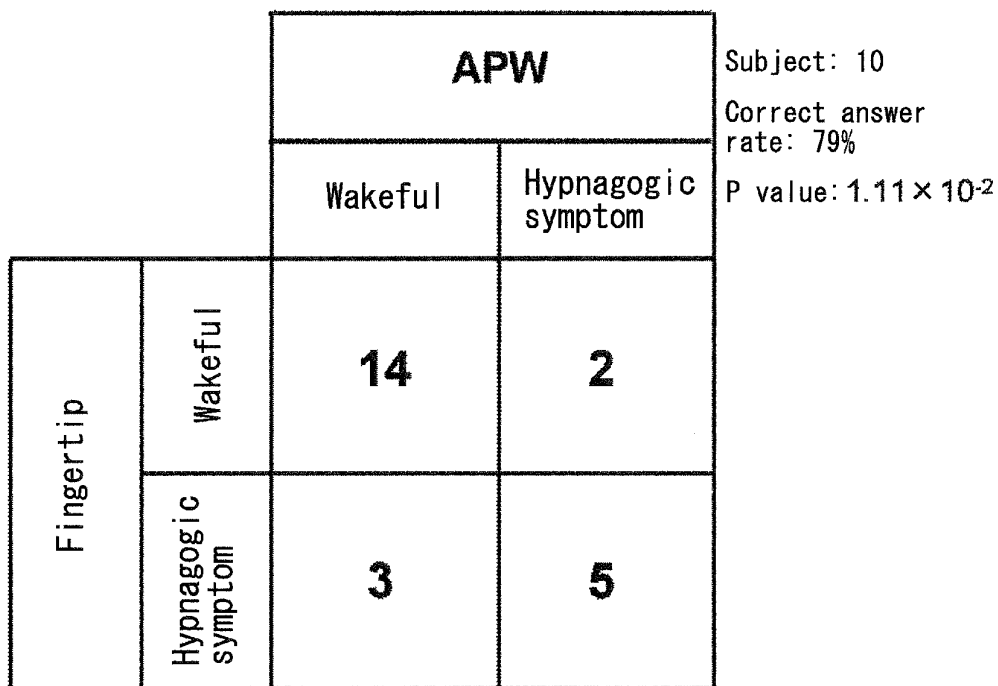 APW
Subject: 10
Correct answer
rate: 79%
P value: 1.11 × 10-2
Wakeful
Hypnagogic
symptom
Fingertip
Wakeful
14
2
Hypnagogic
symptom
3
5